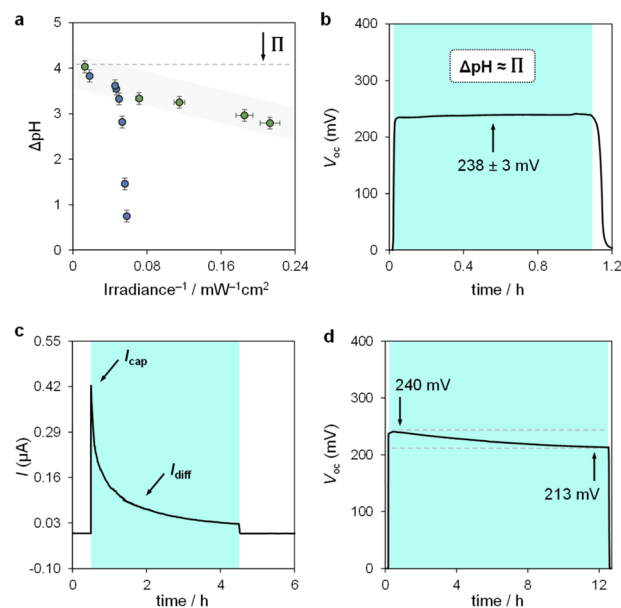 a
5
4
3
2
1
0
ΔpH
Π
0
0.08
0.16
0.24
Irradiance⁻¹ / mW⁻¹cm²
b
400
300
200
100
0
Voc (mV)
ΔpH ≈ Π
238 ± 3 mV
0
0.4
0.8
1.2
time / h
c
0.55
0.42
0.29
0.16
0.03
-0.10
I (µA)
Icap
Idiff
0
2
4
6
time / h
d
400
300
200
100
0
Voc (mV)
240 mV
213 mV
0
4
8
12
time / h